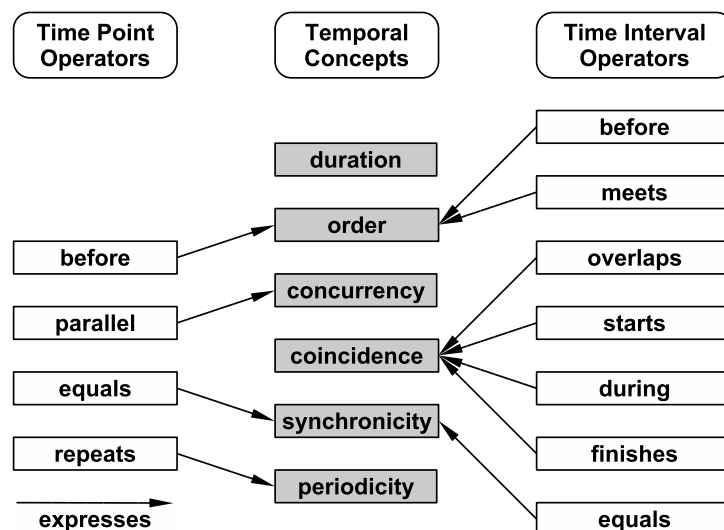 Time Point
Operators
Temporal
Concepts
Time Interval
Operators
before
parallel
equals
repeats
expresses
duration
order
concurrency
coincidence
synchronicity
periodicity
before
meets
overlaps
starts
during
finishes
equals